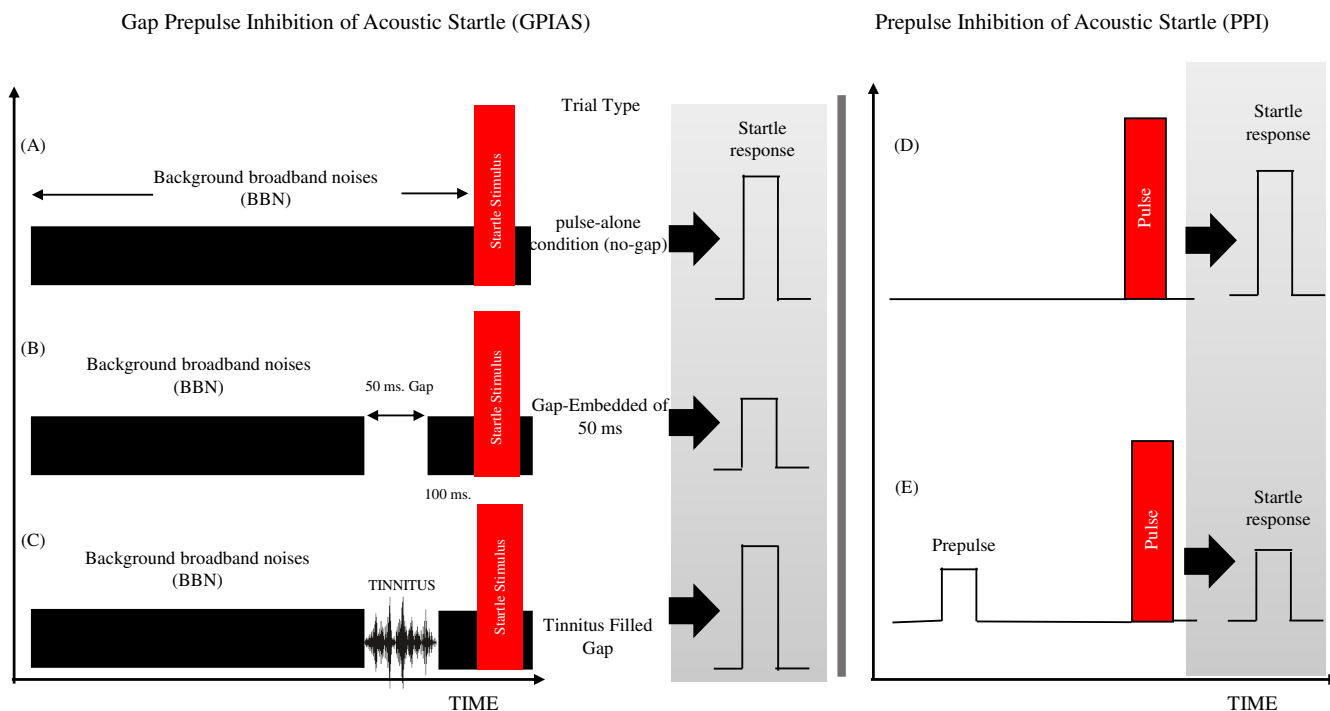 Gap Prepulse Inhibition of Acoustic Startle (GPIAS)
Prepulse Inhibition of Acoustic Startle (PPI)
Trial Type
(A)
Background broadband noises
(BBN)
Startle Stimulus
pulse-alone
condition (no-gap)
Startle
response
(B)
Background broadband noises
(BBN)
50 ms. Gap
Startle Stimulus
Gap-Embedded of
50 ms
100 ms.
(C)
Background broadband noises
(BBN)
TINNITUS
Startle Stimulus
Tinnitus Filled
Gap
TIME
(D)
Pulse
Startle
response
(E)
Prepulse
Pulse
Startle
response
TIME